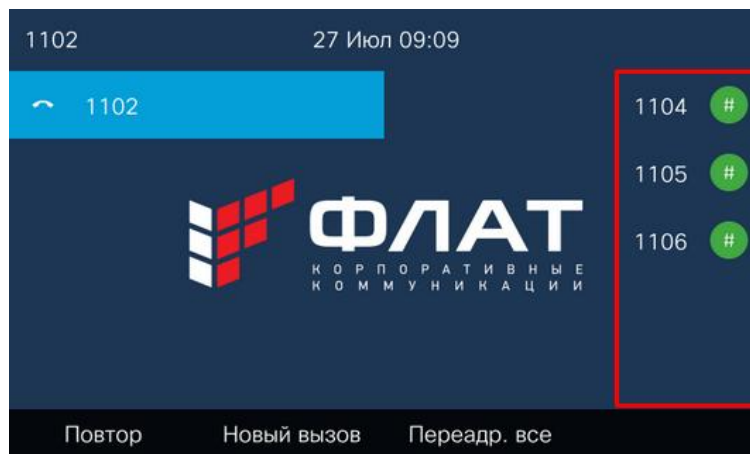 1102 27 Июл 09:09
1102
1104 #
1105 #
1106 #
ФЛАТ
КОРПОРАТИВНЫЕ
КОММУНИКАЦИИ
Повтор Новый вызов Переадр. все